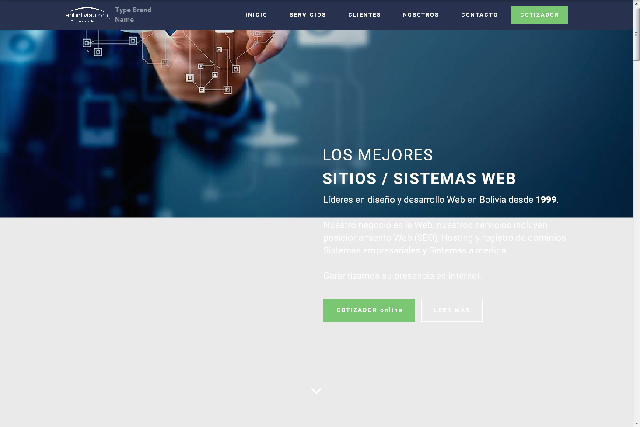 Type Brand
Name
INICIO
SERVICIOS
CLIENTES
NOSOTROS
CONTACTO
COTIZADOR
LOS MEJORES
SITIOS / SISTEMAS WEB
Líderes en diseño y desarrollo Web en Bolivia desde 1999.
Nuestro negocio es la Web, nuestros servicios incluyen
posicionamiento Web (SEO), Hosting y registro de dominios
Sistemas empresariales y Sistemas a medida.
Garantizamos su presencia en internet.
COTIZADOR online
LEER MAS